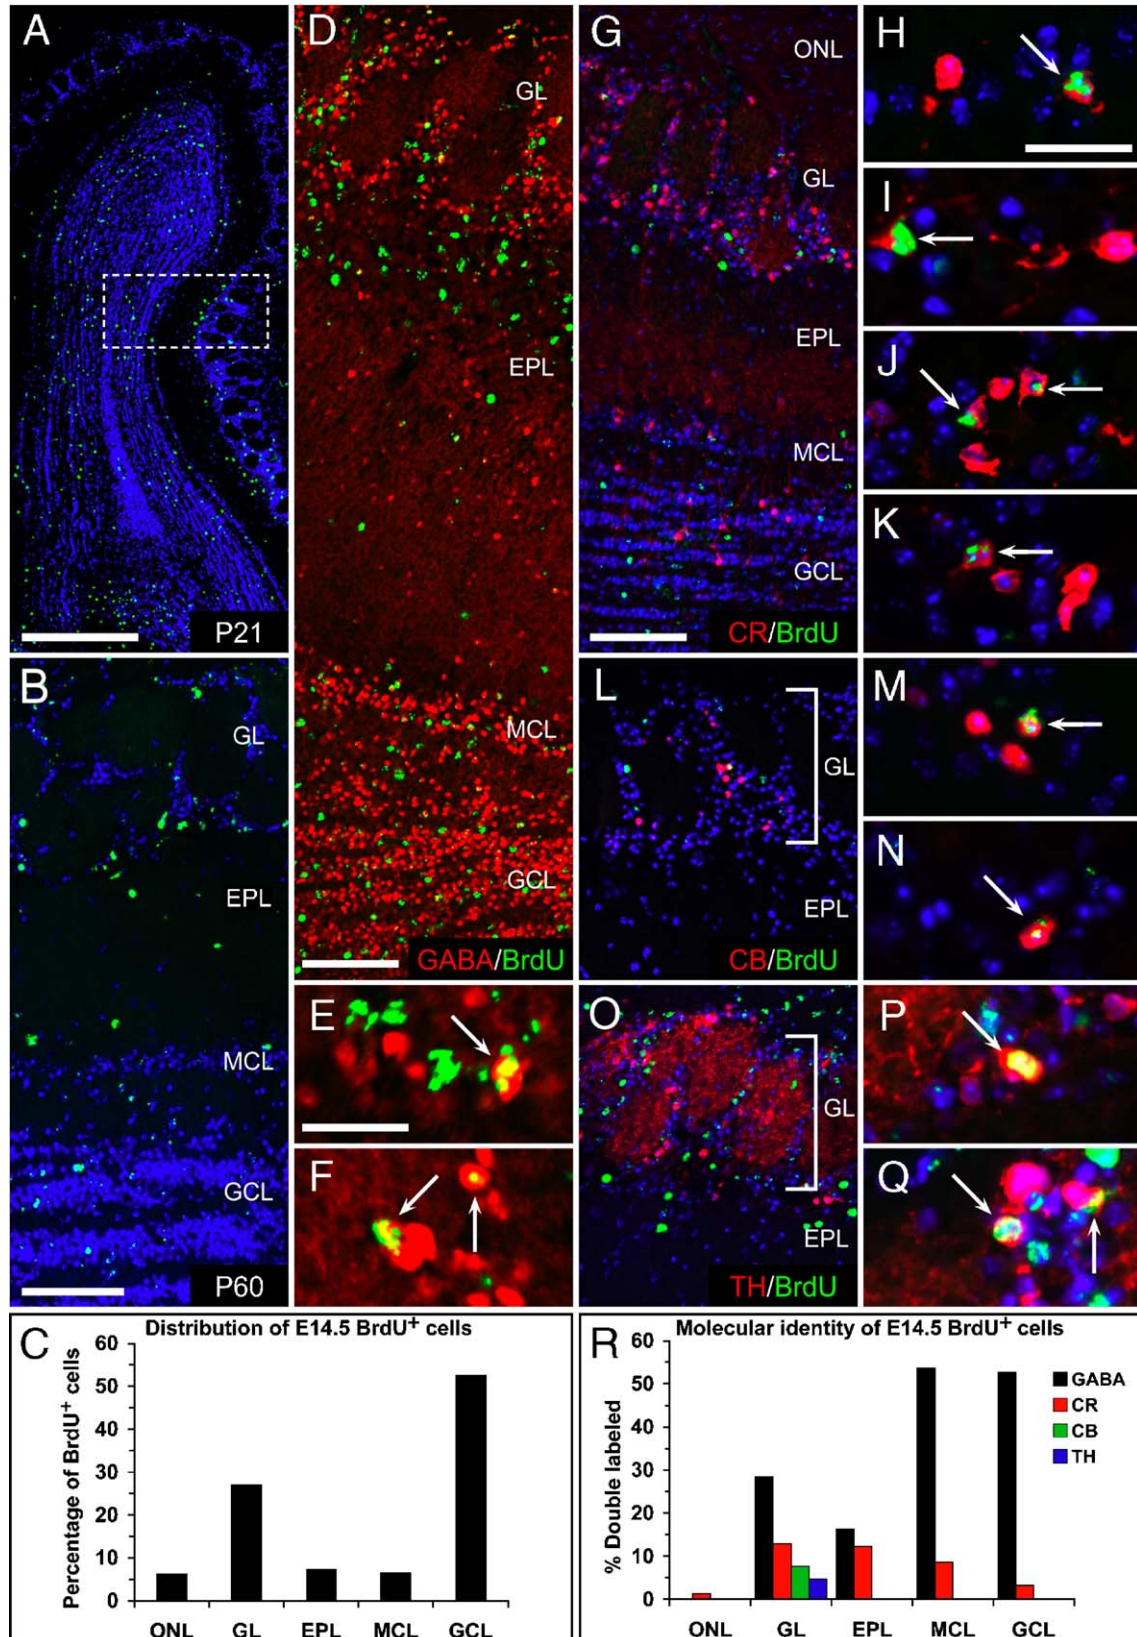 A
P21
B
GL
EPL
MCL
GCL
P60
D
GL
EPL
MCL
GCL
GABA/BrdU
E
F
G
ONL
GL
EPL
MCL
GCL
CR/BrdU
H
I
J
K
L
GL
EPL
CB/BrdU
M
N
O
GL
EPL
TH/BrdU
P
Q
C
Distribution of E14.5 BrdU+ cells
Percentage of BrdU+ cells
60
50
40
30
20
10
0
ONL GL EPL MCL GCL
R
Molecular identity of E14.5 BrdU+ cells
% Double labeled
60
50
40
30
20
10
0
GABA
CR
CB
TH
ONL GL EPL MCL GCL